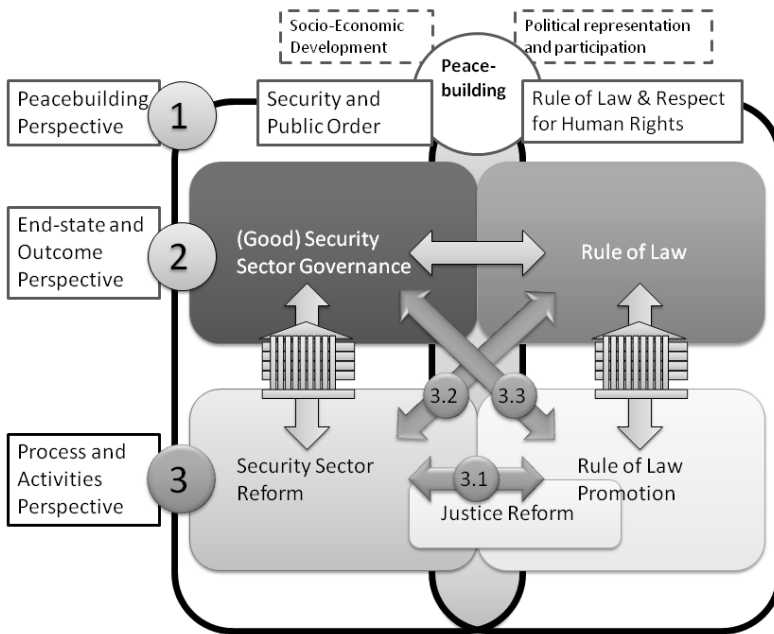 Socio-Economic
Development
Political representation
and participation
Peace-
building
Peacebuilding
Perspective
1
Security and
Public Order
Rule of Law & Respect
for Human Rights
End-state and
Outcome
Perspective
2
(Good) Security
Sector Governance
Rule of Law
3.2
3.3
Process and
Activities
Perspective
3
Security Sector
Reform
3.1
Rule of Law
Promotion
Justice Reform